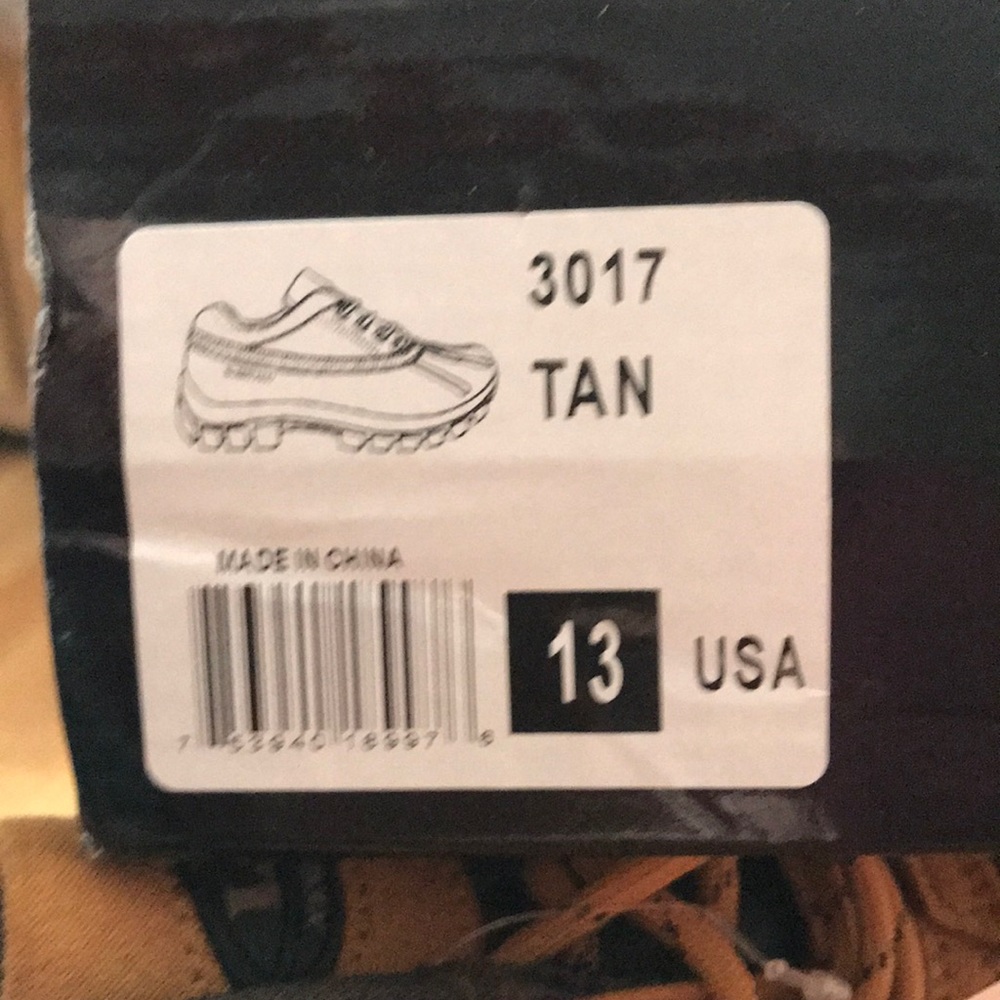 3017
TAN
MADE IN CHINA
13 USA